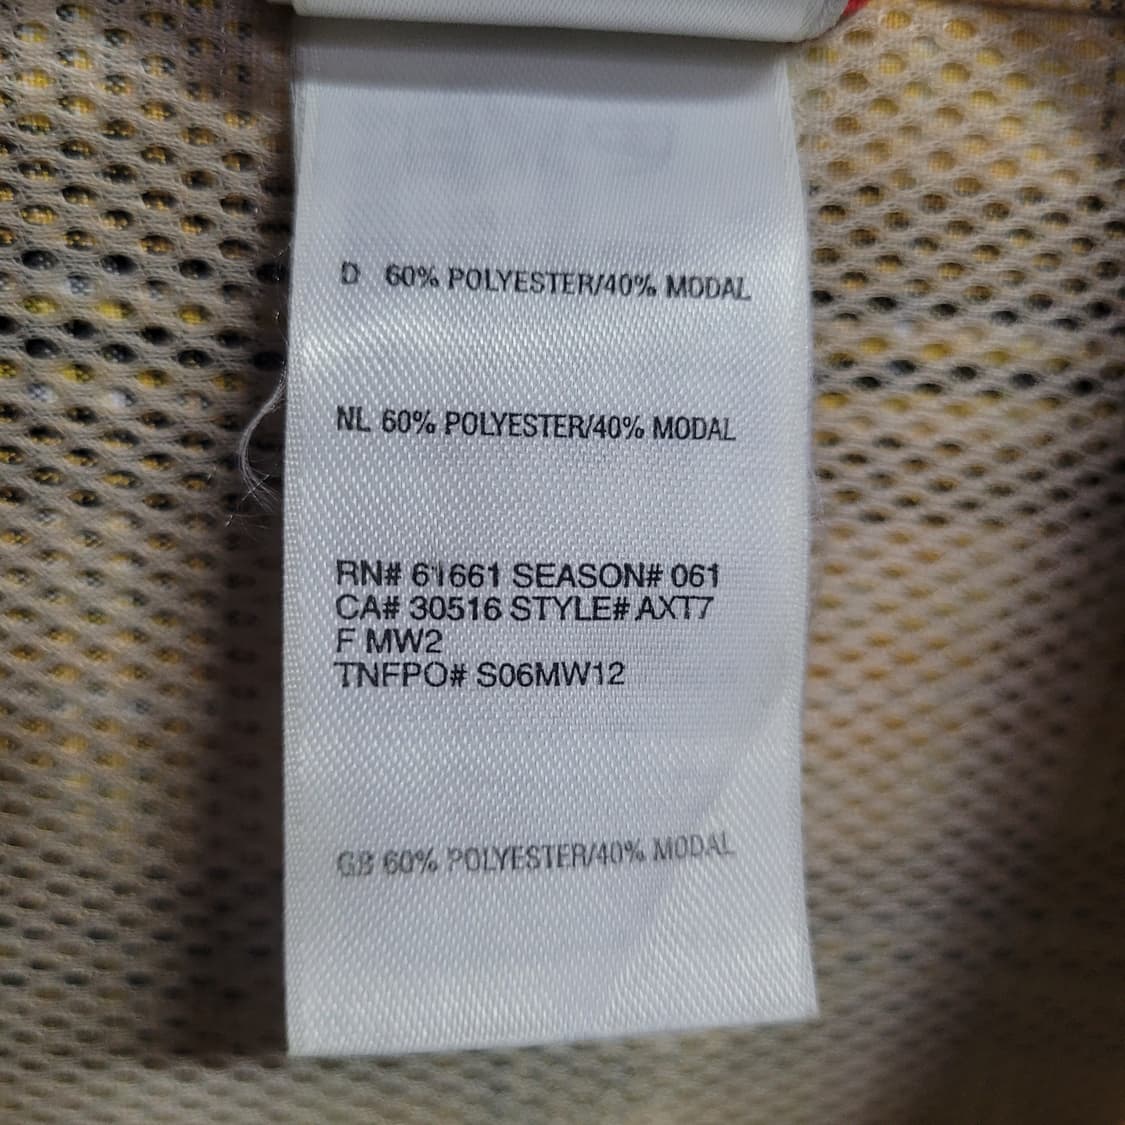 D 60% POLYESTER/40% MODAL
NL 60% POLYESTER/40% MODAL
RN# 61661 SEASON# 061
CA# 30516 STYLE# AXT7
F MW2
TNFPO# S06MW12
GB 60% POLYESTER/40% MODAL